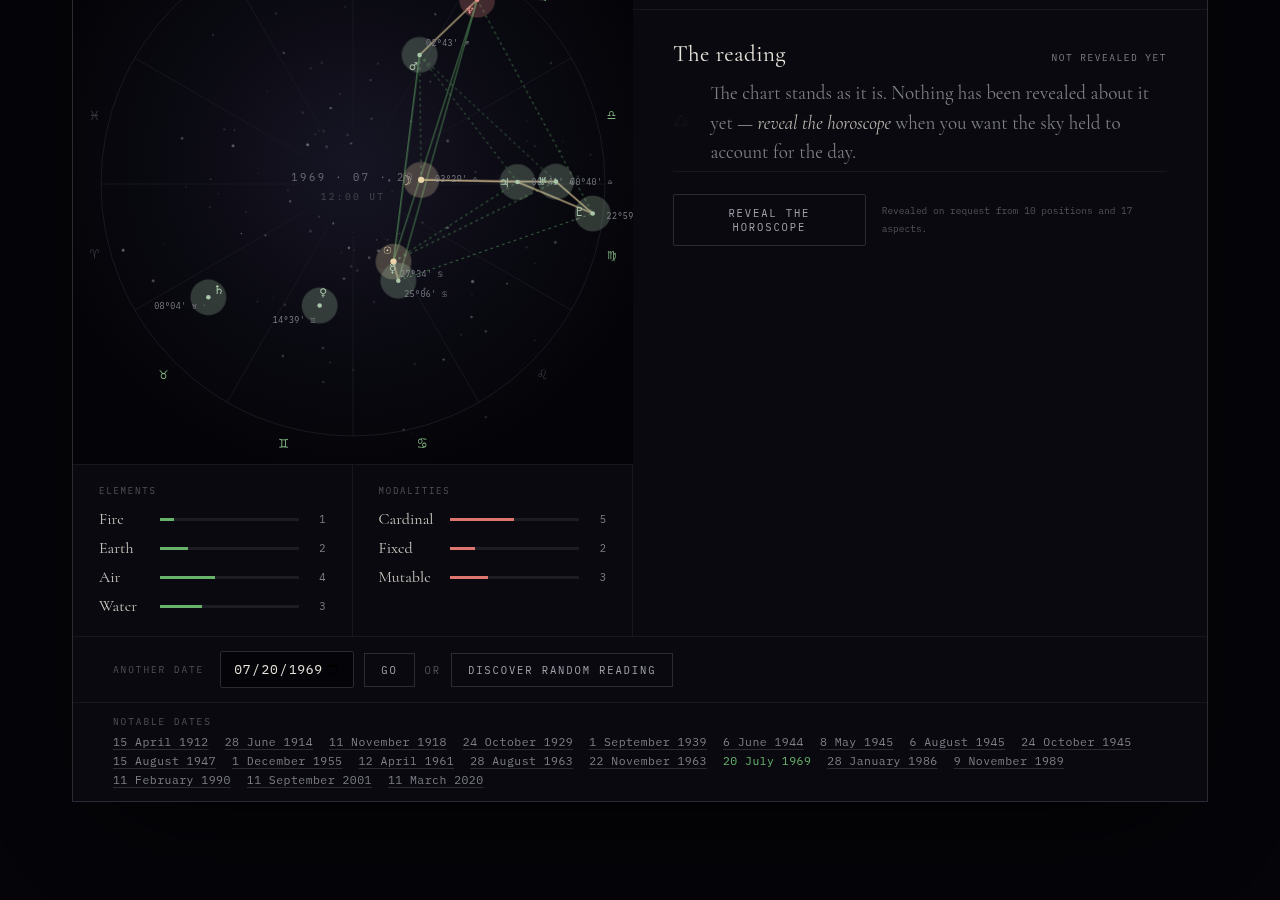 02°43'
The reading
NOT REVEALED YET
The chart stands as it is. Nothing has been revealed about it
yet — reveal the horoscope when you want the sky held to
account for the day.
♓
♎
1969 · 07 ·
12:00 UT
00°40' ♎
22°59
REVEAL THE
HOROSCOPE
Revealed on request from 10 positions and 17
aspects.
♈
♍
27°34' ♋
25°06' ♋
08°04' ♉
14°39' ♊
♉
♌
♊
♋
ELEMENTS
Fire 1
Earth 2
Air 4
Water 3
MODALITIES
Cardinal 5
Fixed 2
Mutable 3
ANOTHER DATE 07/20/1969 GO OR DISCOVER RANDOM READING
NOTABLE DATES
15 April 1912 28 June 1914 11 November 1918 24 October 1929 1 September 1939 6 June 1944 8 May 1945 6 August 1945 24 October 1945
15 August 1947 1 December 1955 12 April 1961 28 August 1963 22 November 1963 20 July 1969 28 January 1986 9 November 1989
11 February 1990 11 September 2001 11 March 2020